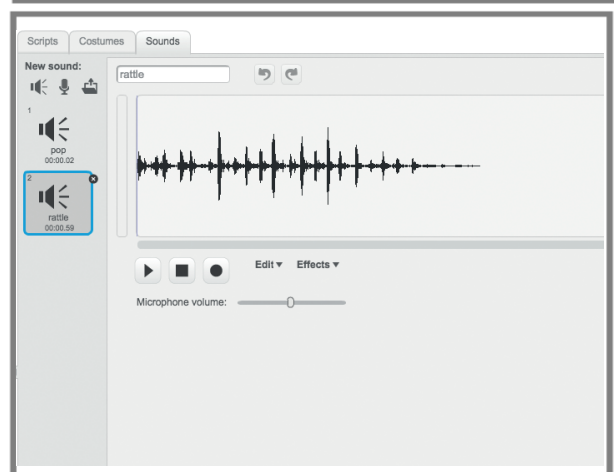 Scripts Costumes Sounds
New sound:
rattle
1
pop
00:00.02
2
rattle
00:00.59
Edit Effects
Microphone volume: